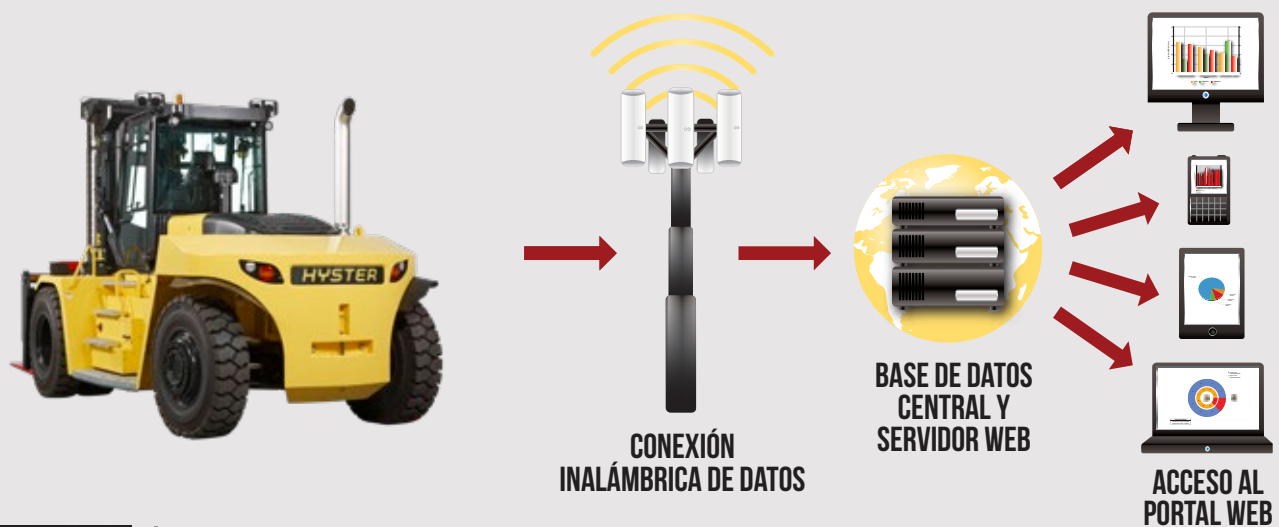 HYSTER
CONEXIÓN
INALÁMBRICA DE DATOS
BASE DE DATOS
CENTRAL Y
SERVIDOR WEB
ACCESO AL
PORTAL WEB